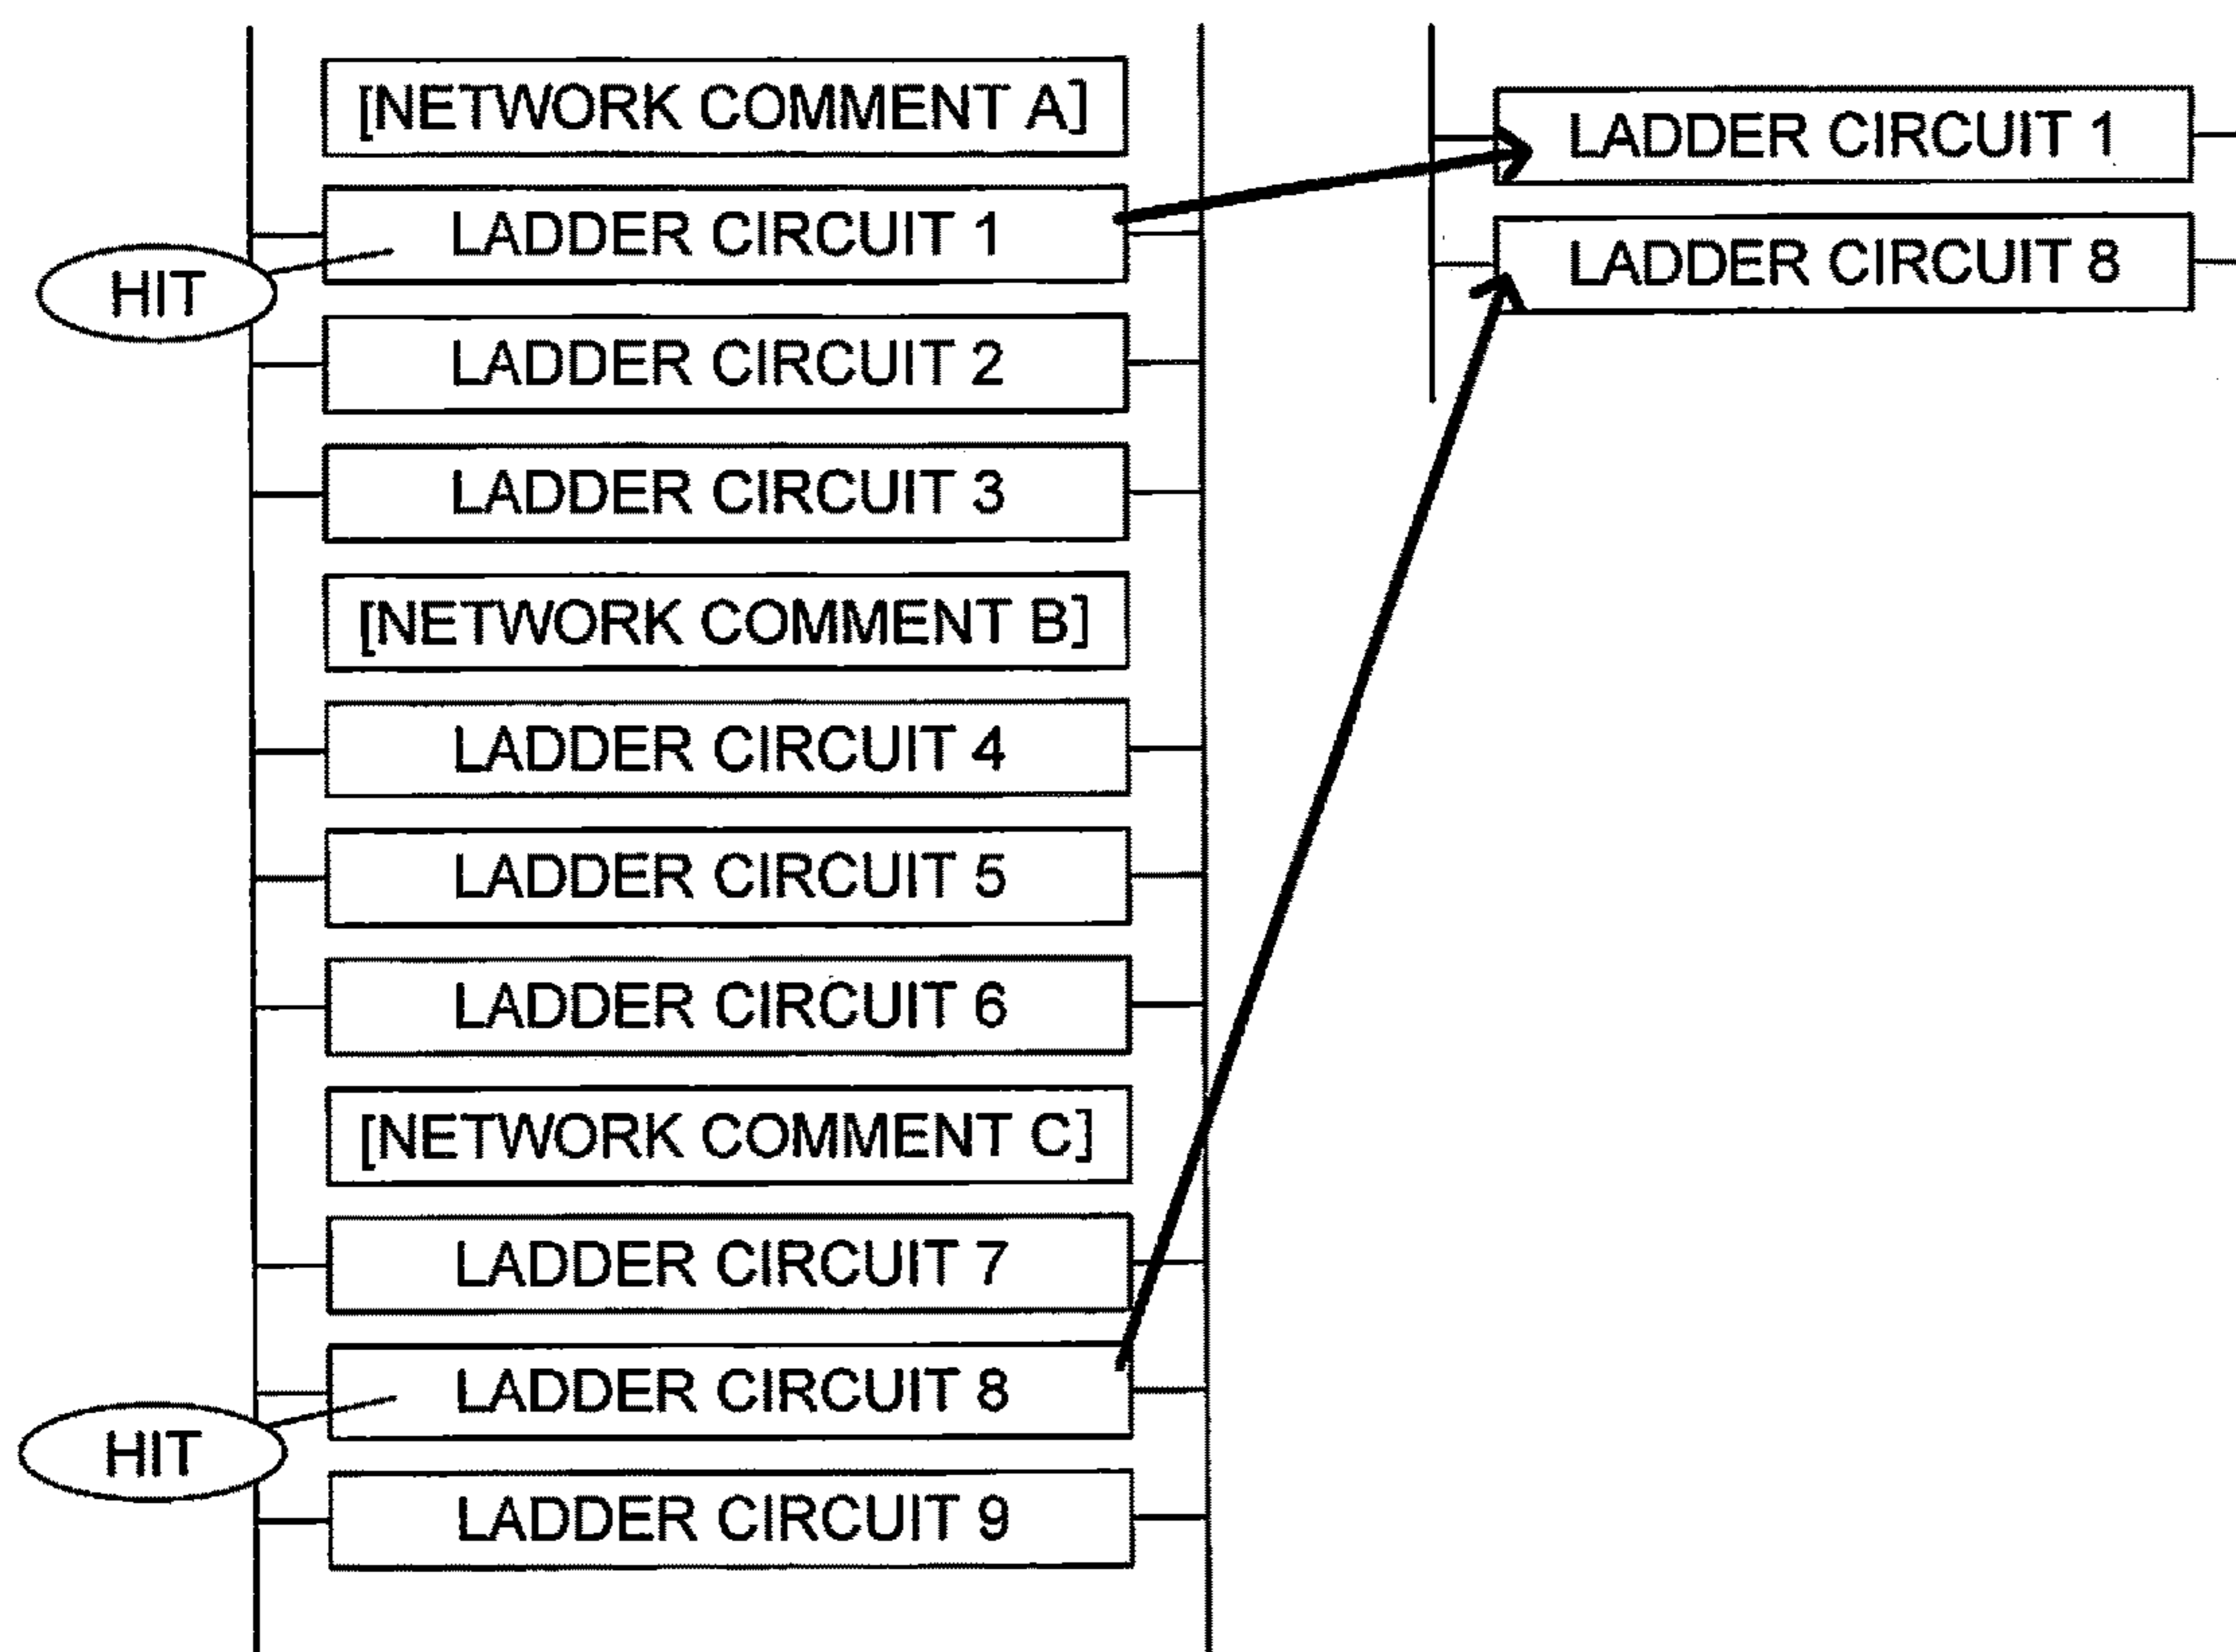 [NETWORK COMMENT A]
LADDER CIRCUIT 1
HIT
LADDER CIRCUIT 2
LADDER CIRCUIT 3
[NETWORK COMMENT B]
LADDER CIRCUIT 4
LADDER CIRCUIT 5
LADDER CIRCUIT 6
[NETWORK COMMENT C]
LADDER CIRCUIT 7
LADDER CIRCUIT 8
HIT
LADDER CIRCUIT 9
LADDER CIRCUIT 1
LADDER CIRCUIT 8